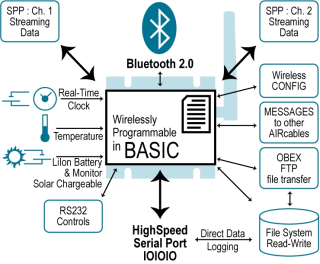 SPP : Ch. 1
Streaming
Data
SPP : Ch. 2
Streaming
Data
Bluetooth 2.0
Real-Time
Clock
Temperature
LiIon Battery
& Monitor
Solar Chargeable
RS232
Controls
Wirelessly
Programmable
in BASIC
Wireless
CONFIG
MESSAGES
to other
AIRcables
OBEX
FTP
file transfer
File System
Read-Write
Direct Data
Logging
HighSpeed
Serial Port
IOIOIO